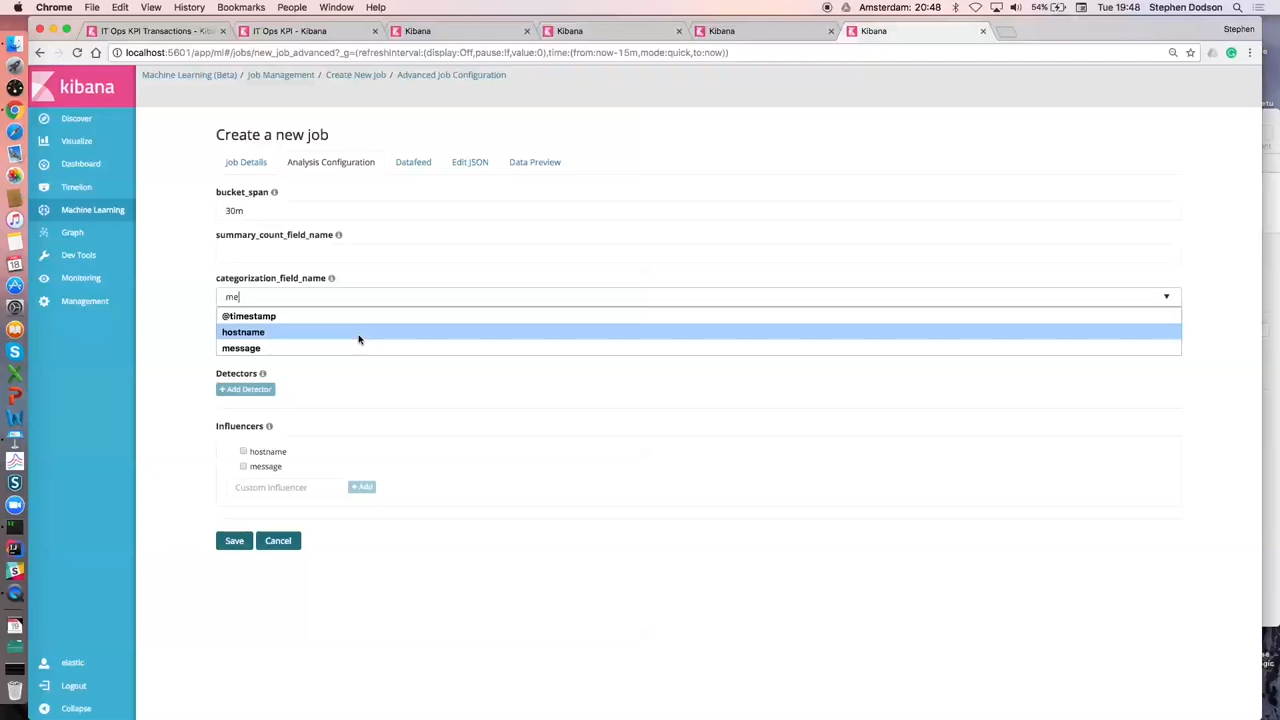 Chrome File Edit View History Bookmarks People Window Help Amsterdam: 20:48 54% Tue 19:48 Stephen Dodson
IT Ops KPI Transactions - Kiba IT Ops KPI - Kibana Kibana Kibana Kibana Kibana Stephen
localhost:5601/app/ml#/jobs/new_job_advanced?_g=(refreshInterval:(display:Off,pause:!f,value:0),time:(from:now-15m,mode:quick,to:now))
kibana
Machine Learning (Beta) / Job Management / Create New Job / Advanced Job Configuration
Discover
Visualize
Dashboard
Timelion
Machine Learning
Graph
Dev Tools
Monitoring
Management
elastic
Logout
Collapse
Create a new job
Job Details Analysis Configuration Datafeed Edit JSON Data Preview
bucket_span
30m
summary_count_field_name
categorization_field_name
me
@timestamp
hostname
message
Detectors
+ Add Detector
Influencers
hostname
message
Custom Influencer + Add
Save Cancel